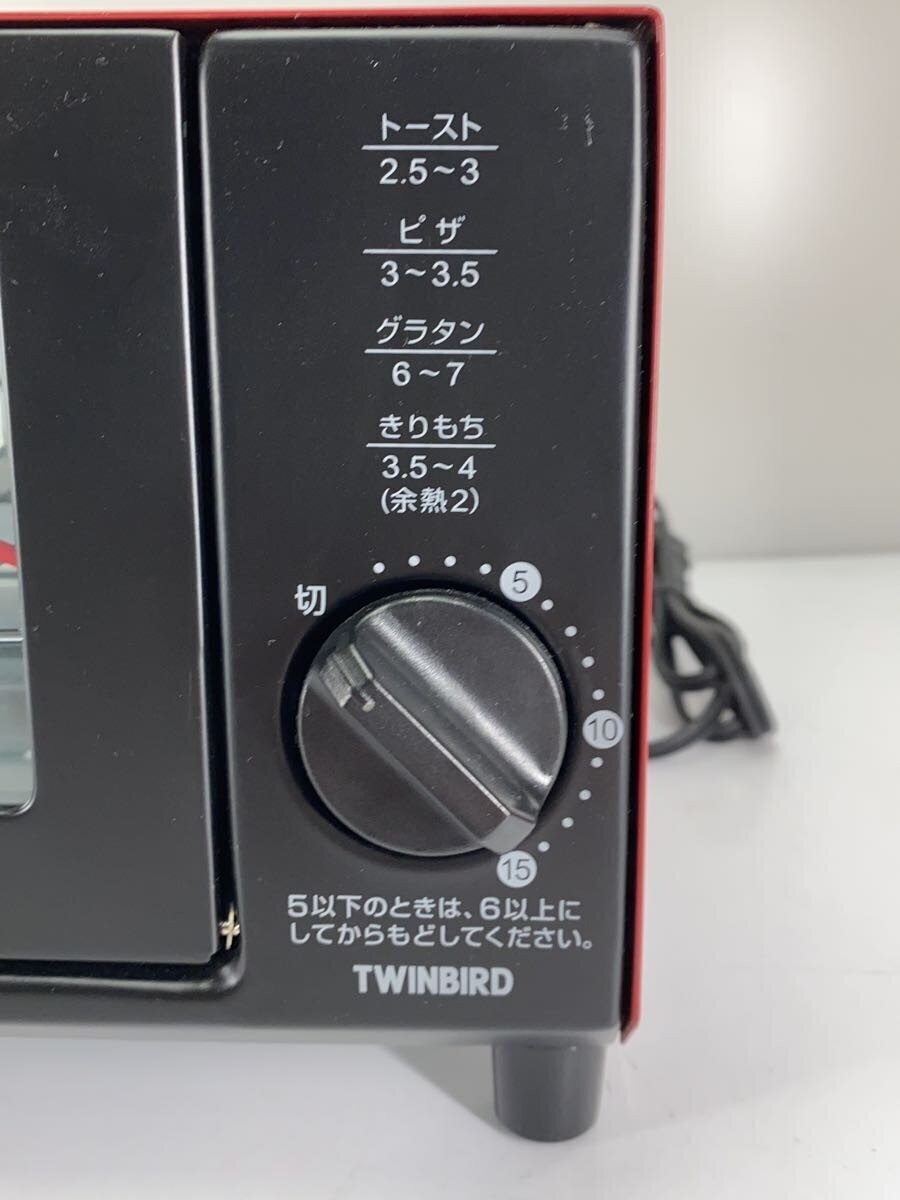 トースト
2.5～3
ピザ
3～3.5
グラタン
6～7
きりもち
3.5～4
(余熱2)
切
5
10
15
5以下のときは、6以上に
してからもどしてください。
TWINBIRD